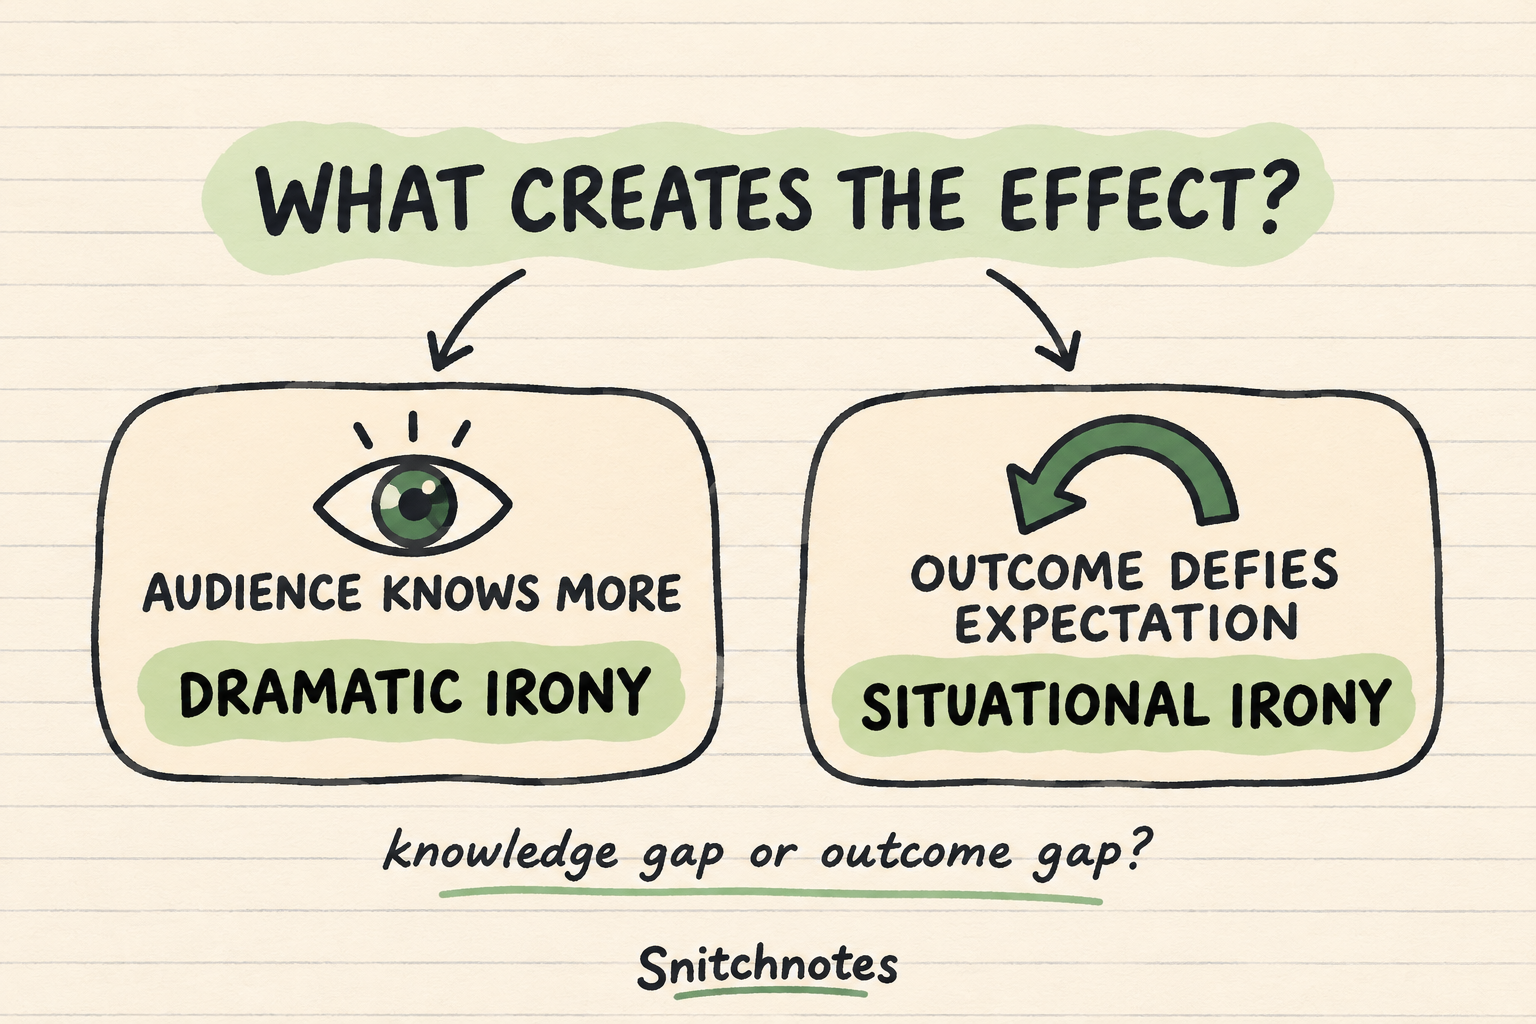 WHAT CREATES THE EFFECT?
AUDIENCE KNOWS MORE
DRAMATIC IRONY
OUTCOME DEFIES
EXPECTATION
SITUATIONAL IRONY
knowledge gap or outcome gap?
Snitchnotes